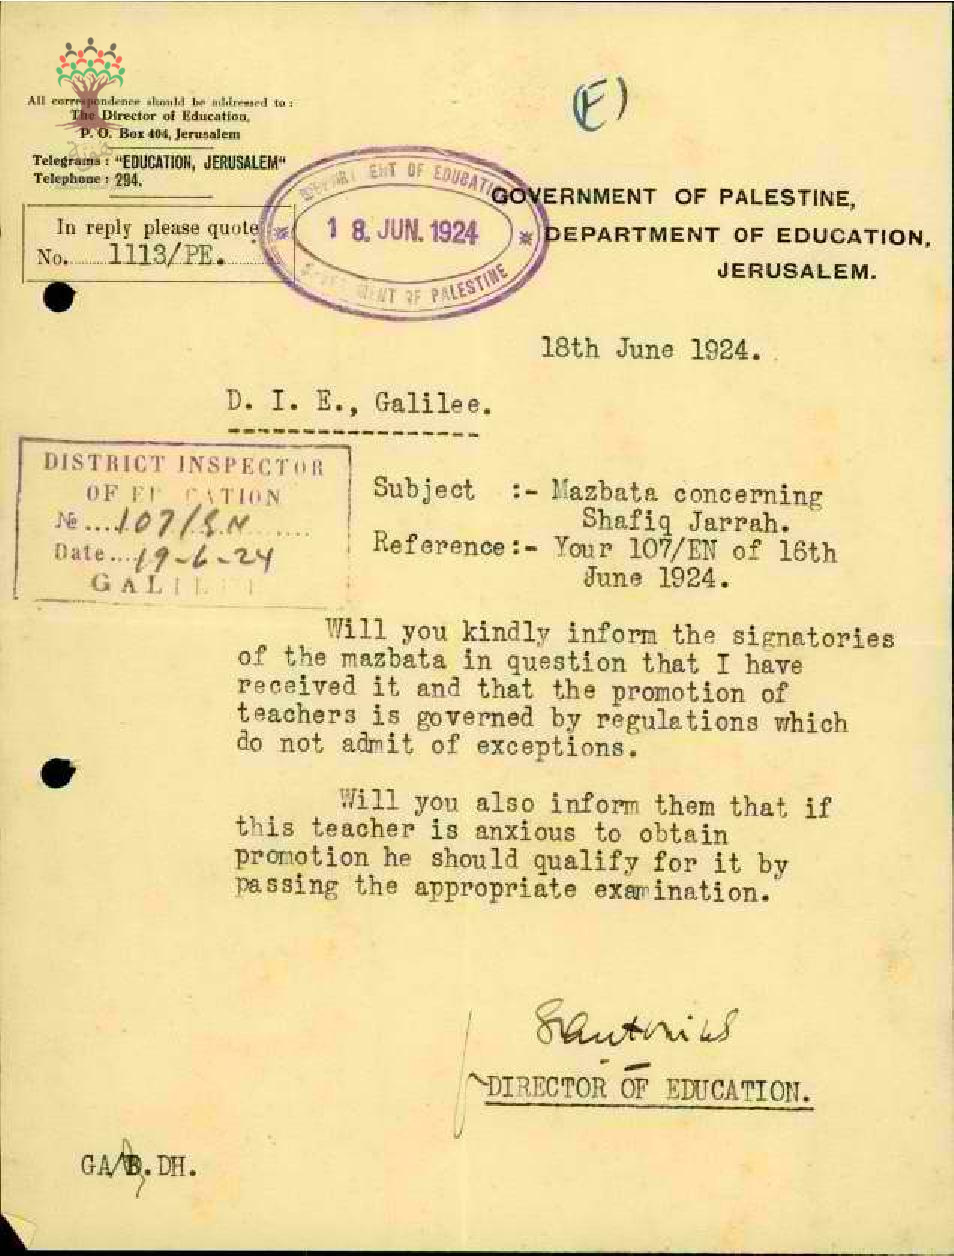 (E)
All correspondence should be addressed to:
The Director of Education,
P. O. Box 404, Jerusalem
Telegrams: "EDUCATION, JERUSALEM"
Telephone: 294.
In reply please quote
No. 1113/PE.
DEPARTMENT OF EDUCATION
18. JUN. 1924
GOVERNMENT OF PALESTINE
GOVERNMENT OF PALESTINE,
DEPARTMENT OF EDUCATION,
JERUSALEM.
18th June 1924.
D. I. E., Galilee.
DISTRICT INSPECTOR
OF EDUCATION
№ 107/
Date 19-6-24
GALILEE
Subject :- Mazbata concerning
Shafiq Jarrah.
Reference:- Your 107/EN of 16th
June 1924.
Will you kindly inform the signatories
of the mazbata in question that I have
received it and that the promotion of
teachers is governed by regulations which
do not admit of exceptions.
Will you also inform them that if
this teacher is anxious to obtain
promotion he should qualify for it by
passing the appropriate examination.
DIRECTOR OF EDUCATION.
GA/B.DH.